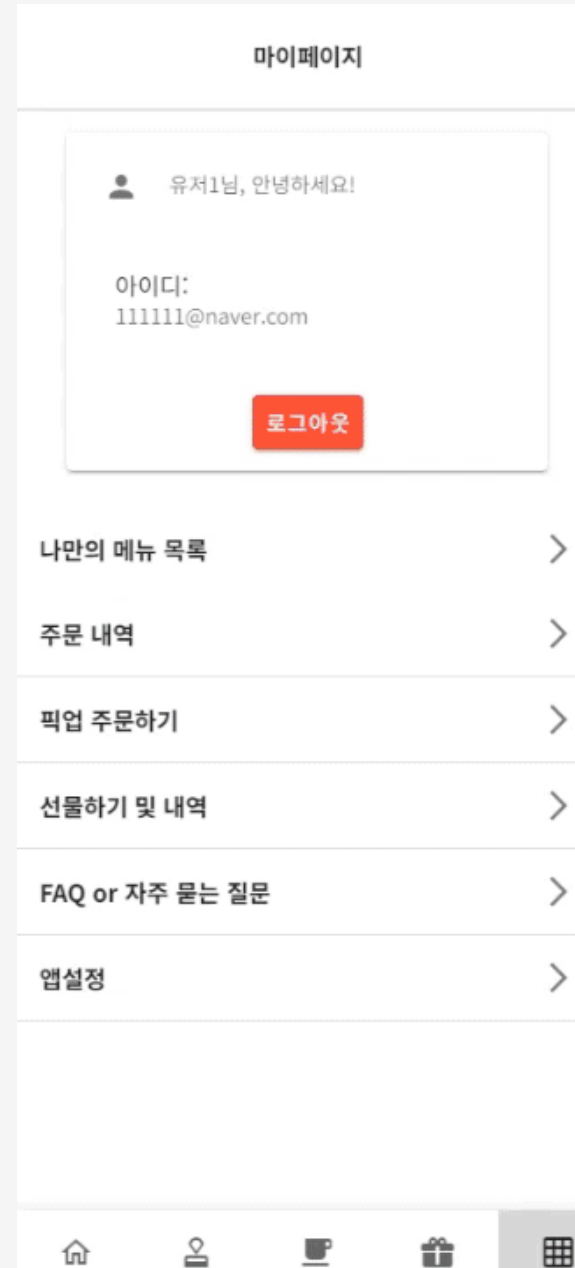 마이페이지
유저1님, 안녕하세요!
아이디:
111111@naver.com
로그아웃
나만의 메뉴 목록
주문 내역
픽업 주문하기
선물하기 및 내역
FAQ or 자주 묻는 질문
앱설정